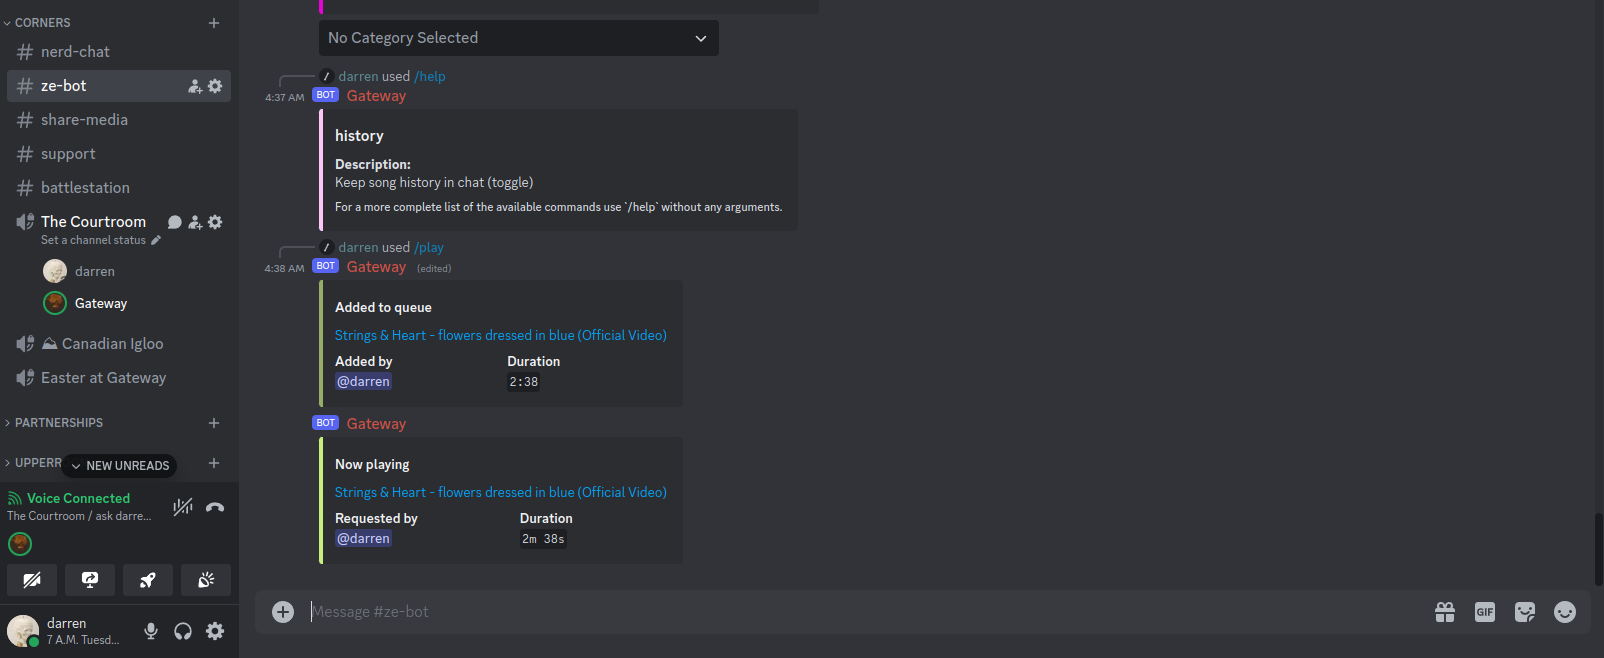 CORNERS
nerd-chat
ze-bot
share-media
support
battlestation
The Courtroom
Set a channel status
darren
Gateway
Canadian Igloo
Easter at Gateway
PARTNERSHIPS
UPPERR
NEW UNREADS
Voice Connected
The Courtroom / ask darre...
darren
7 A.M. Tuesd...
No Category Selected
darren used /help
4:37 AM BOT Gateway
history
Description:
Keep song history in chat (toggle)
For a more complete list of the available commands use `/help` without any arguments.
darren used /play
4:38 AM BOT Gateway (edited)
Added to queue
Strings & Heart - flowers dressed in blue (Official Video)
Added by Duration
@darren 2:38
BOT Gateway
Now playing
Strings & Heart - flowers dressed in blue (Official Video)
Requested by Duration
@darren 2m 38s
Message #ze-bot
GIF